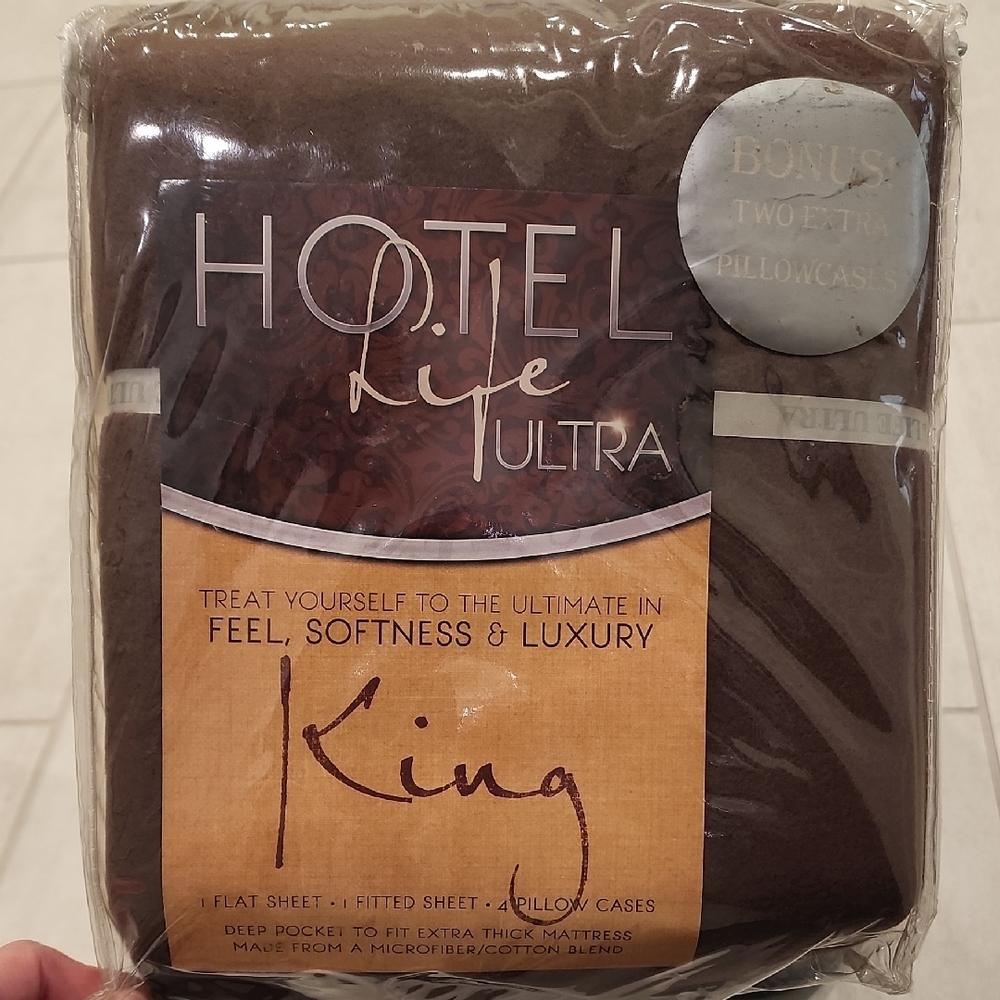 BONUS:
TWO EXTRA
PILLOWCASES
HOTEL
Life
ULTRA
TREAT YOURSELF TO THE ULTIMATE IN
FEEL, SOFTNESS & LUXURY
King
1 FLAT SHEET • 1 FITTED SHEET • 4 PILLOW CASES
DEEP POCKET TO FIT EXTRA THICK MATTRESS
MADE FROM A MICROFIBER/COTTON BLEND